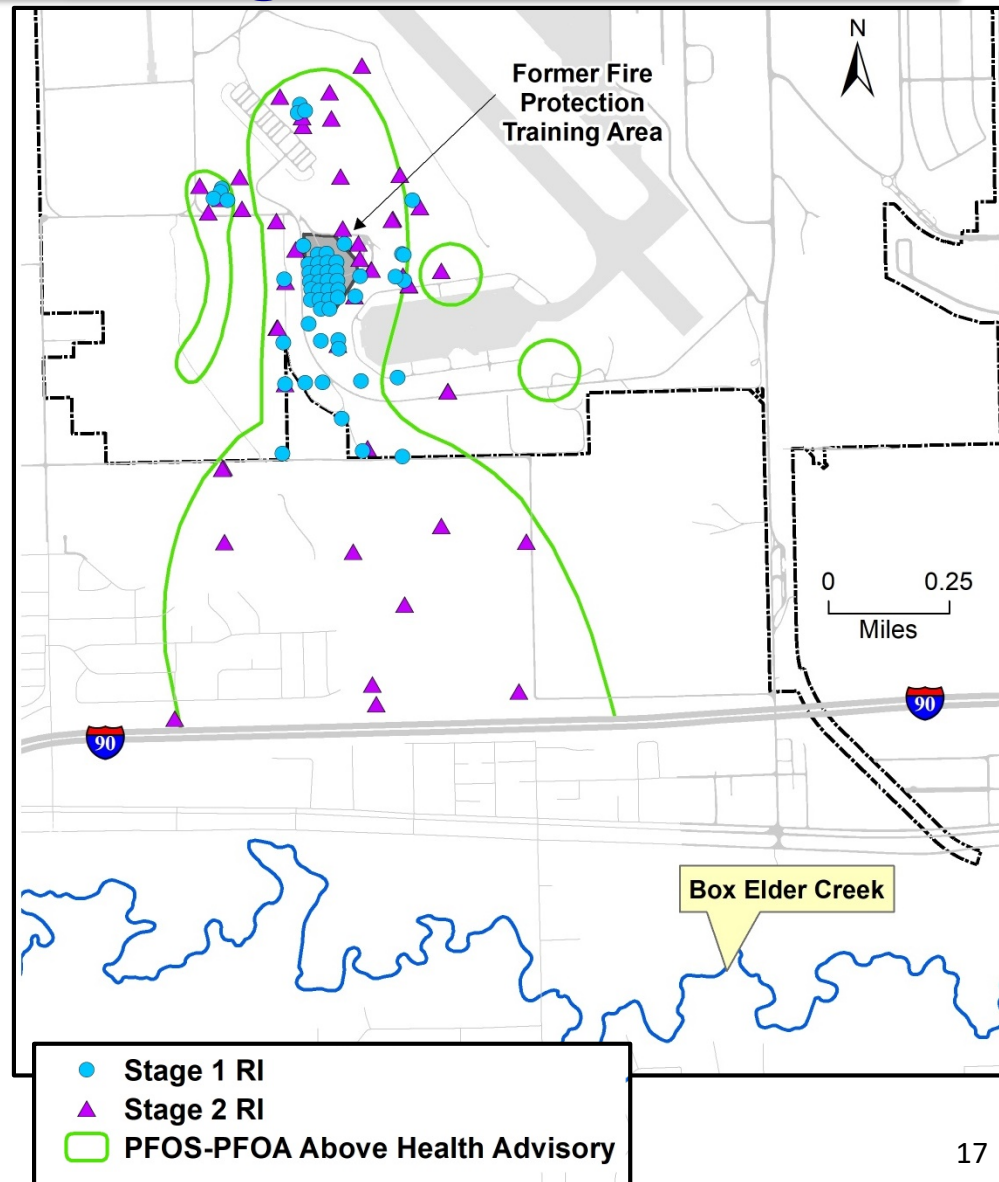 N
Former Fire
Protection
Training Area
0 0.25
Miles
90
90
Box Elder Creek
Stage 1 RI
Stage 2 RI
PFOS-PFOA Above Health Advisory
17